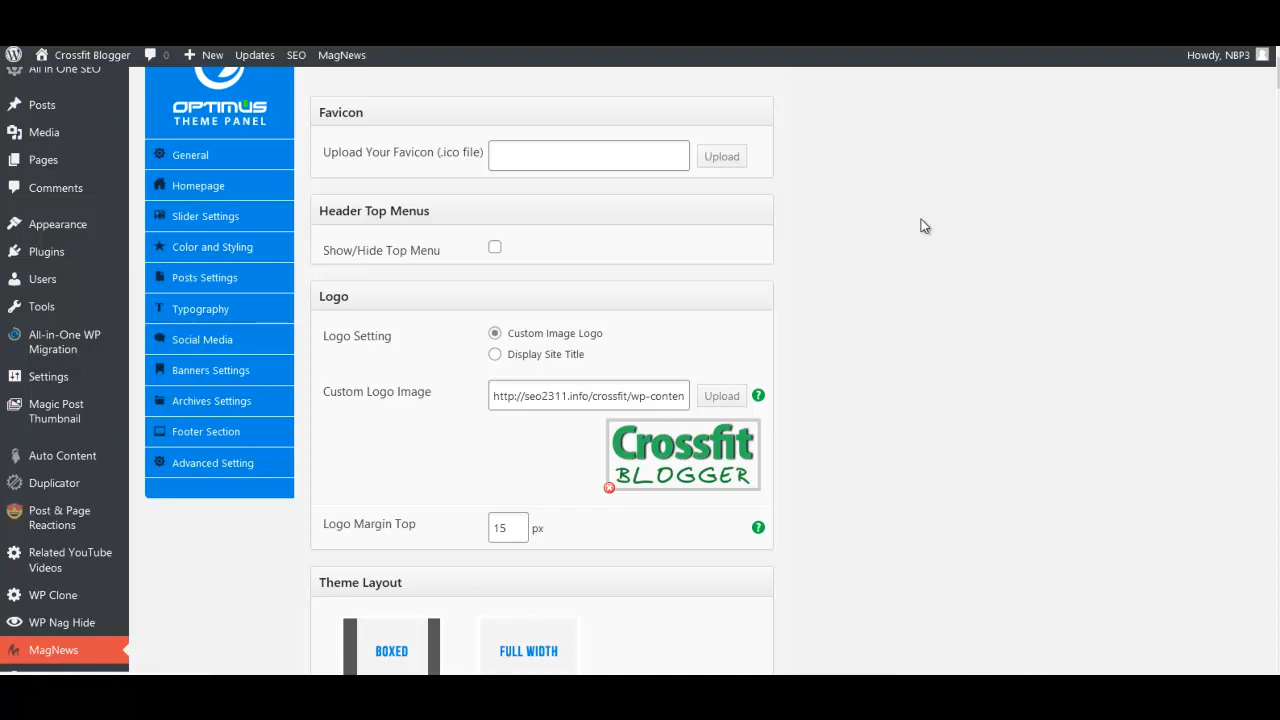 Crossfit Blogger
0
New
Updates
SEO
MagNews
Howdy, NBP3
All in One SEO
Posts
Media
Pages
Comments
Appearance
Plugins
Users
Tools
All-in-One WP
Migration
Settings
Magic Post
Thumbnail
Auto Content
Duplicator
Post & Page
Reactions
Related YouTube
Videos
WP Clone
WP Nag Hide
MagNews
OPTIMUS
THEME PANEL
General
Homepage
Slider Settings
Color and Styling
Posts Settings
Typography
Social Media
Banners Settings
Archives Settings
Footer Section
Advanced Setting
Favicon
Upload Your Favicon (.ico file)
Upload
Header Top Menus
Show/Hide Top Menu
Logo
Logo Setting
Custom Image Logo
Display Site Title
Custom Logo Image
http://seo2311.info/crossfit/wp-conten
Upload
?
Crossfit
BLOGGER
Logo Margin Top
15
px
?
Theme Layout
BOXED
FULL WIDTH